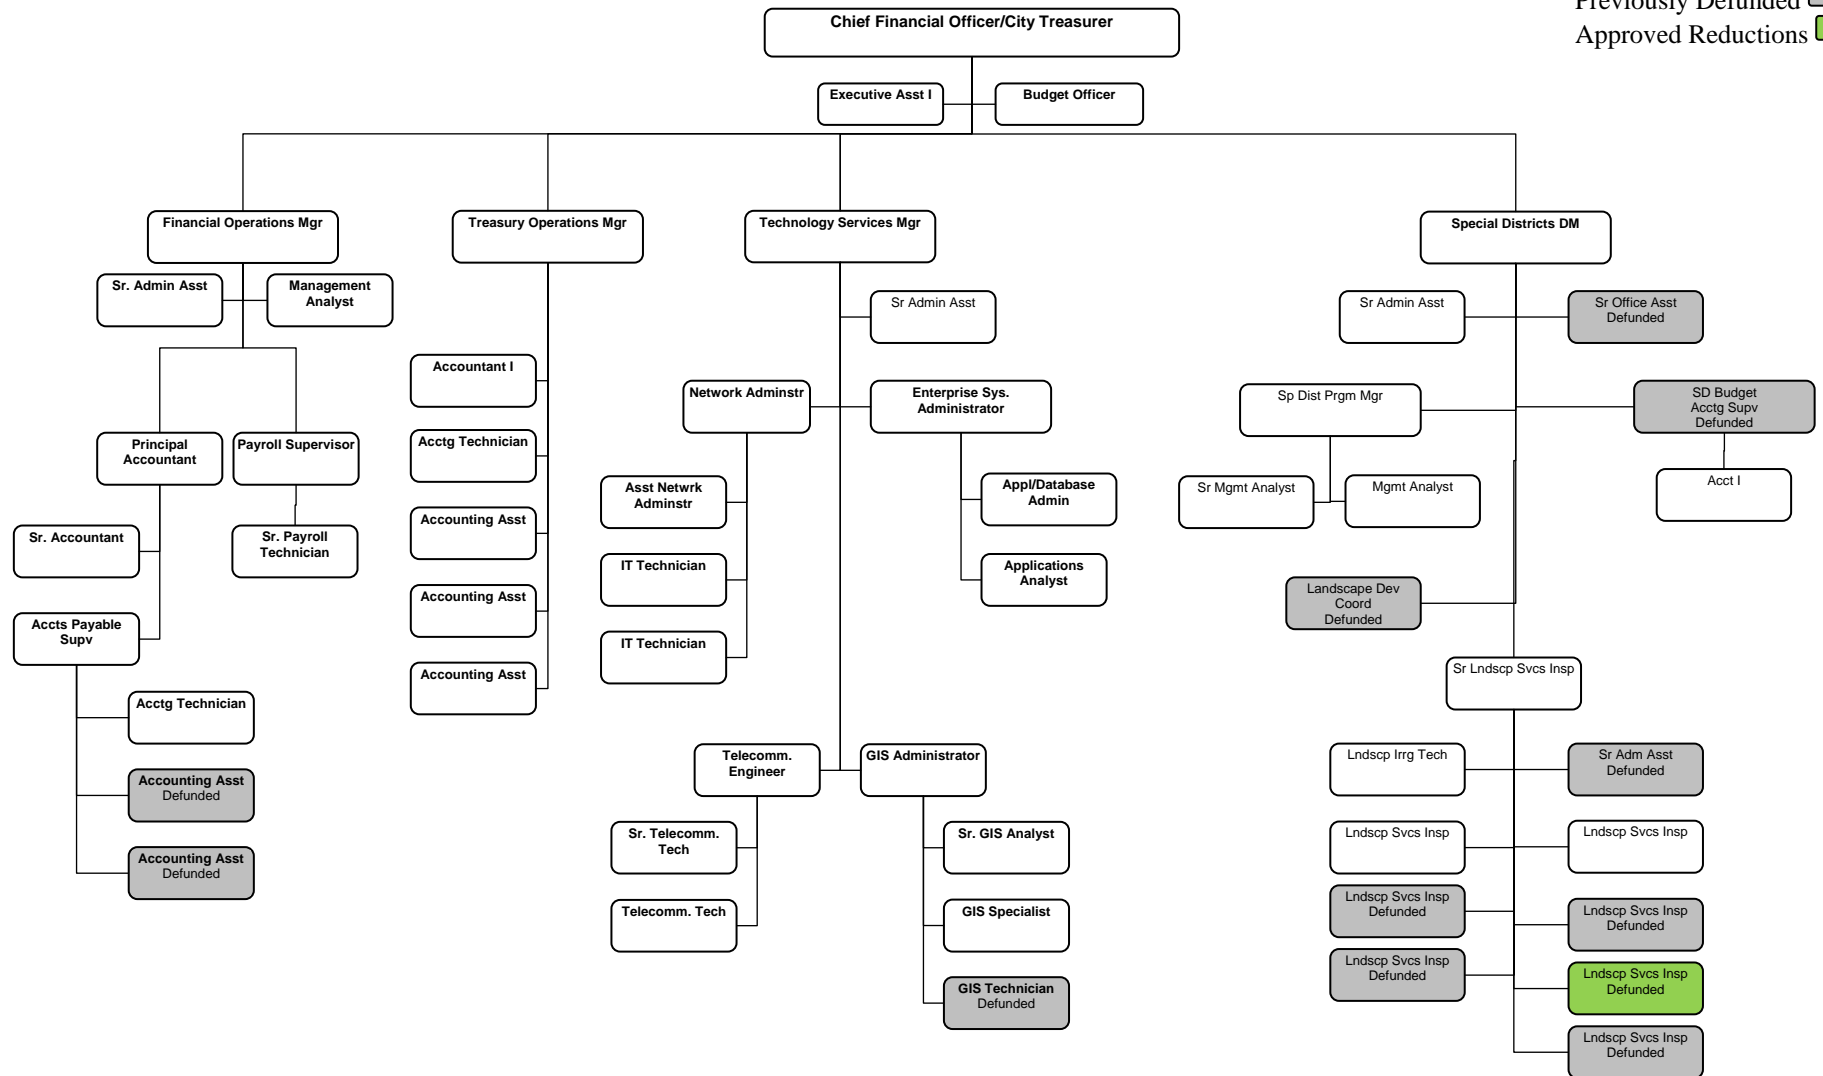 Previously Defunded
Approved Reductions
Chief Financial Officer/City Treasurer
Executive Asst I
Budget Officer
Financial Operations Mgr
Treasury Operations Mgr
Technology Services Mgr
Special Districts DM
Sr. Admin Asst
Management
Analyst
Sr Admin Asst
Sr Admin Asst
Sr Office Asst
Defunded
Accountant I
Network Adminstr
Enterprise Sys.
Administrator
Sp Dist Prgm Mgr
SD Budget
Acctg Supv
Defunded
Principal
Accountant
Payroll Supervisor
Acctg Technician
Asst Netwrk
Adminstr
Appl/Database
Admin
Sr Mgmt Analyst
Mgmt Analyst
Acct I
Sr. Accountant
Sr. Payroll
Technician
Accounting Asst
IT Technician
Applications
Analyst
Landscape Dev
Coord
Defunded
Accts Payable
Supv
Accounting Asst
IT Technician
Accounting Asst
Sr Lndscp Svcs Insp
Acctg Technician
Telecomm.
Engineer
GIS Administrator
Lndscp Irrg Tech
Sr Adm Asst
Defunded
Accounting Asst
Defunded
Sr. Telecomm.
Tech
Sr. GIS Analyst
Lndscp Svcs Insp
Lndscp Svcs Insp
Accounting Asst
Defunded
Telecomm. Tech
GIS Specialist
Lndscp Svcs Insp
Defunded
Lndscp Svcs Insp
Defunded
Lndscp Svcs Insp
Defunded
Lndscp Svcs Insp
Defunded
GIS Technician
Defunded
Lndscp Svcs Insp
Defunded